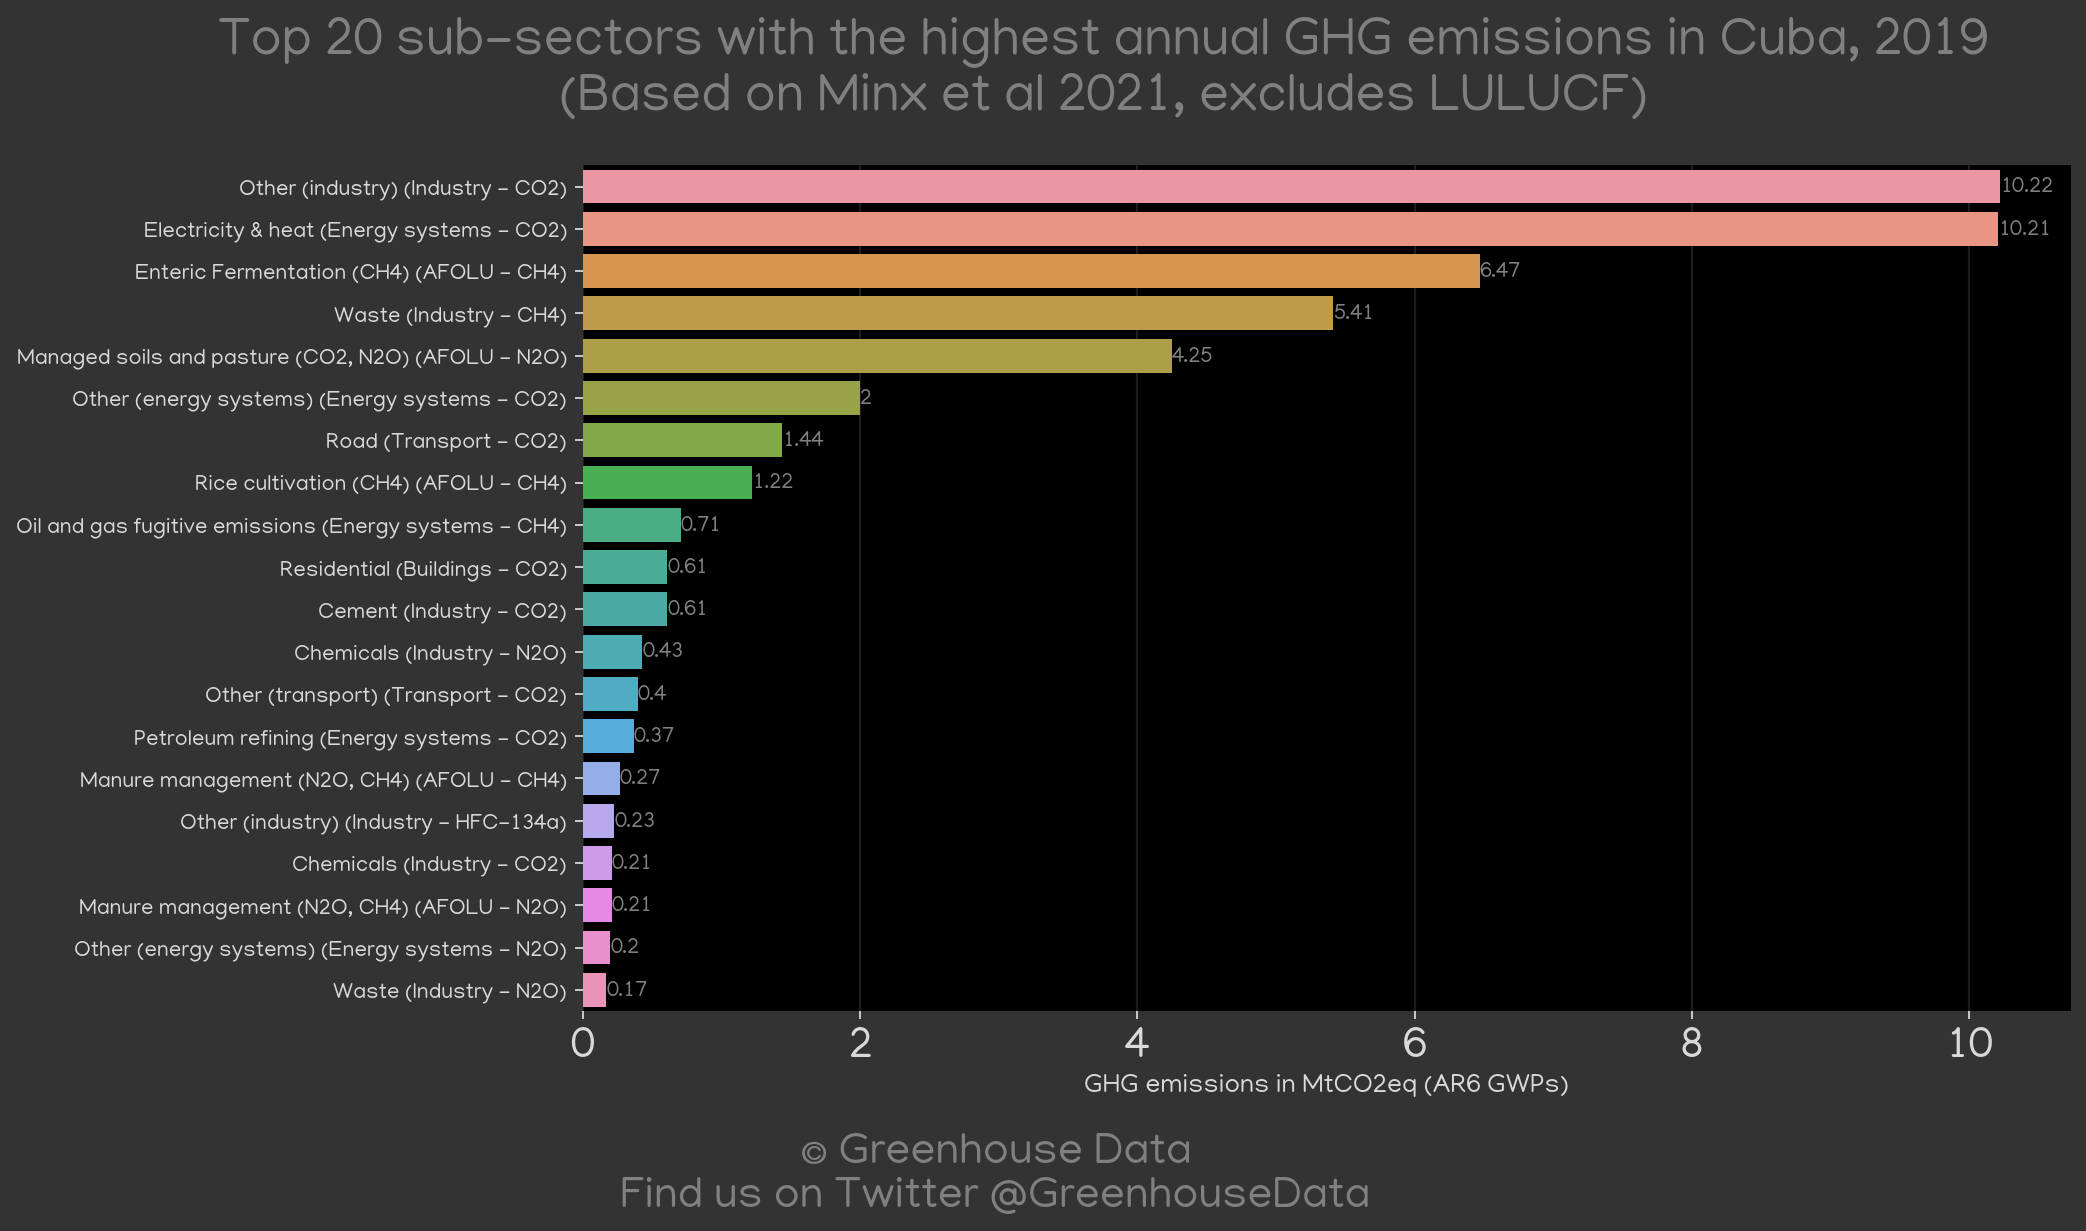 Top 20 sub-sectors with the highest annual GHG emissions in Cuba, 2019
(Based on Minx et al 2021, excludes LULUCF)
Other (industry) (Industry - CO2) 10.22
Electricity & heat (Energy systems - CO2) 10.21
Enteric Fermentation (CH4) (AFOLU - CH4) 6.47
Waste (Industry - CH4) 5.41
Managed soils and pasture (CO2, N2O) (AFOLU - N2O) 4.25
Other (energy systems) (Energy systems - CO2) 2
Road (Transport - CO2) 1.44
Rice cultivation (CH4) (AFOLU - CH4) 1.22
Oil and gas fugitive emissions (Energy systems - CH4) 0.71
Residential (Buildings - CO2) 0.61
Cement (Industry - CO2) 0.61
Chemicals (Industry - N2O) 0.43
Other (transport) (Transport - CO2) 0.4
Petroleum refining (Energy systems - CO2) 0.37
Manure management (N2O, CH4) (AFOLU - CH4) 0.27
Other (industry) (Industry - HFC-134a) 0.23
Chemicals (Industry - CO2) 0.21
Manure management (N2O, CH4) (AFOLU - N2O) 0.21
Other (energy systems) (Energy systems - N2O) 0.2
Waste (Industry - N2O) 0.17
0 2 4 6 8 10
GHG emissions in MtCO2eq (AR6 GWPs)
© Greenhouse Data
Find us on Twitter @GreenhouseData